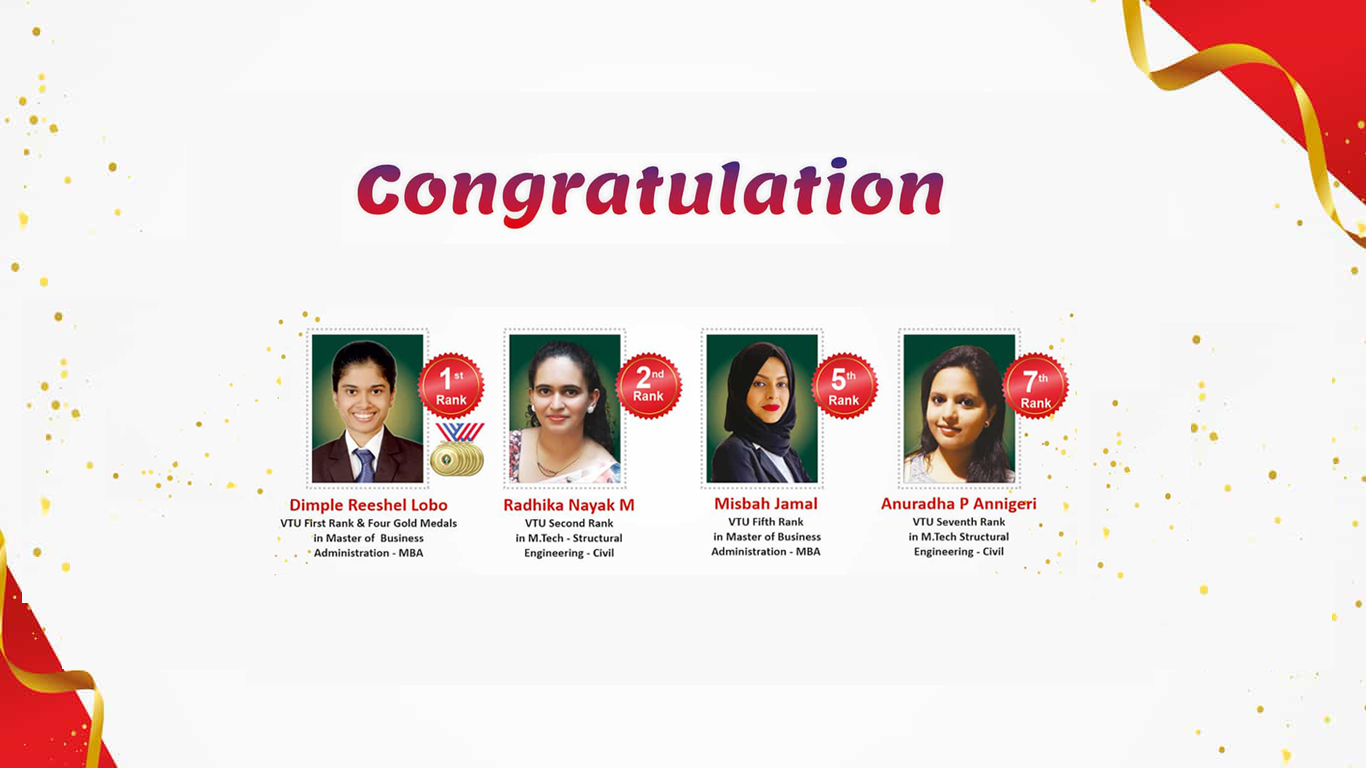 Congratulation
1st
Rank
2nd
Rank
5th
Rank
7th
Rank
Dimple Reeshel Lobo
VTU First Rank & Four Gold Medals
in Master of Business
Administration - MBA
Radhika Nayak M
VTU Second Rank
in M.Tech - Structural
Engineering - Civil
Misbah Jamal
VTU Fifth Rank
in Master of Business
Administration - MBA
Anuradha P Annigeri
VTU Seventh Rank
in M.Tech Structural
Engineering - Civil